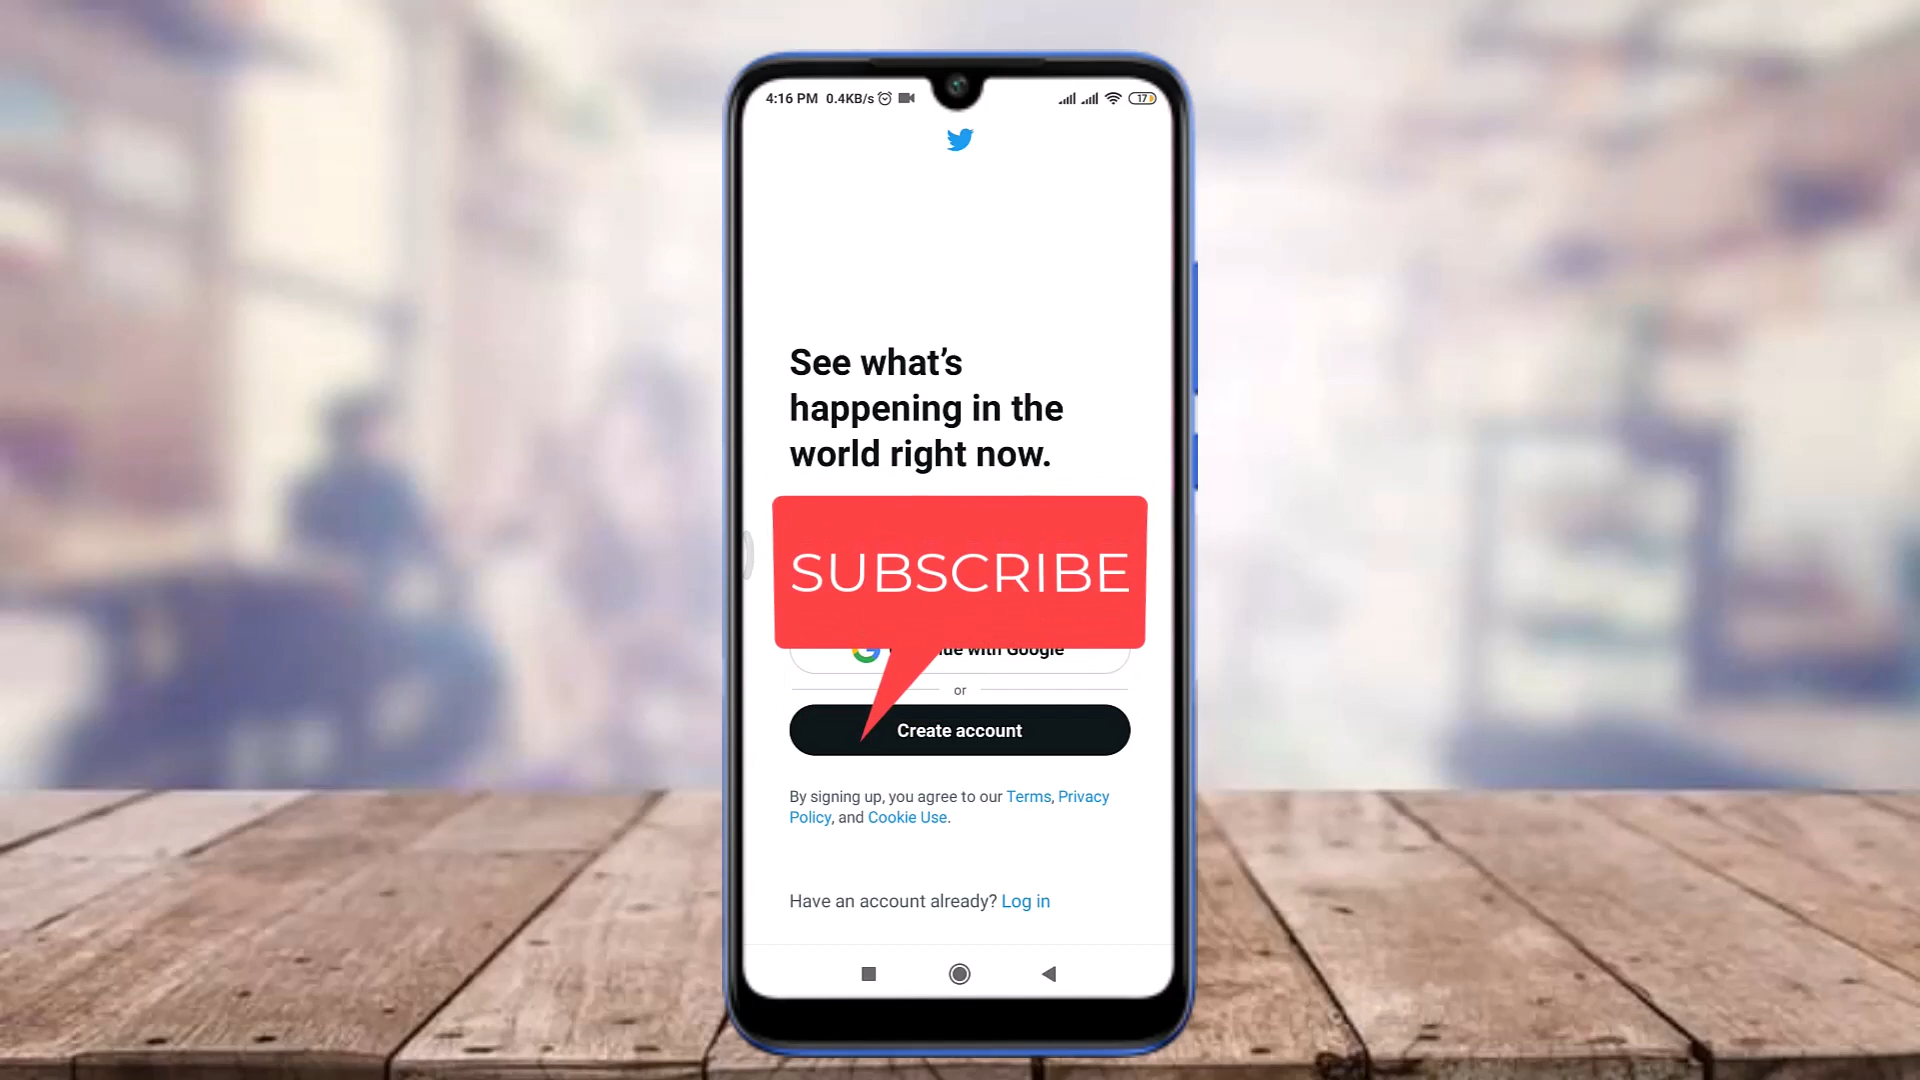 4:16 PM 0.4KB/s 17
See what's
happening in the
world right now.
SUBSCRIBE
with Google
or
Create account
By signing up, you agree to our Terms, Privacy
Policy, and Cookie Use.
Have an account already? Log in